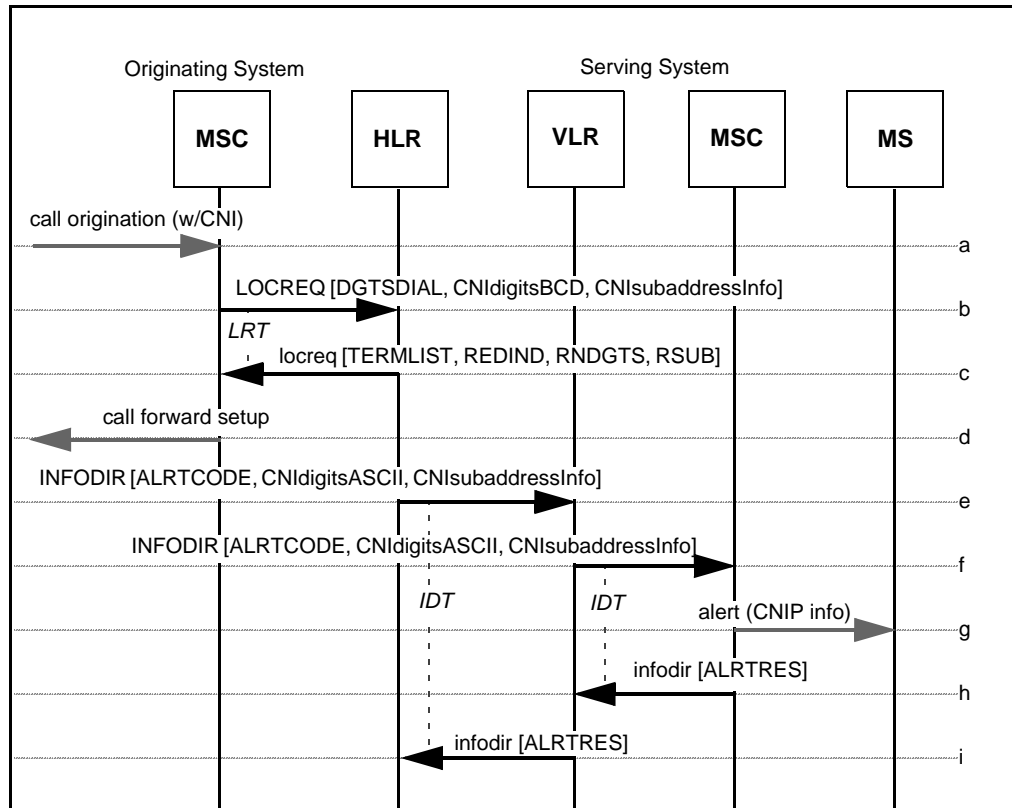 Originating System
Serving System
MSC
HLR
VLR
MSC
MS
call origination (w/CNI)
a
LOCREQ [DGTSDIAL, CNIdigitsBCD, CNIsubaddressInfo]
b
LRT
locreq [TERMLIST, REDIND, RNDGTS, RSUB]
c
call forward setup
d
INFODIR [ALRTCODE, CNIdigitsASCII, CNIsubaddressInfo]
e
INFODIR [ALRTCODE, CNIdigitsASCII, CNIsubaddressInfo]
f
IDT
IDT
alert (CNIP info)
g
infodir [ALRTRES]
h
infodir [ALRTRES]
i